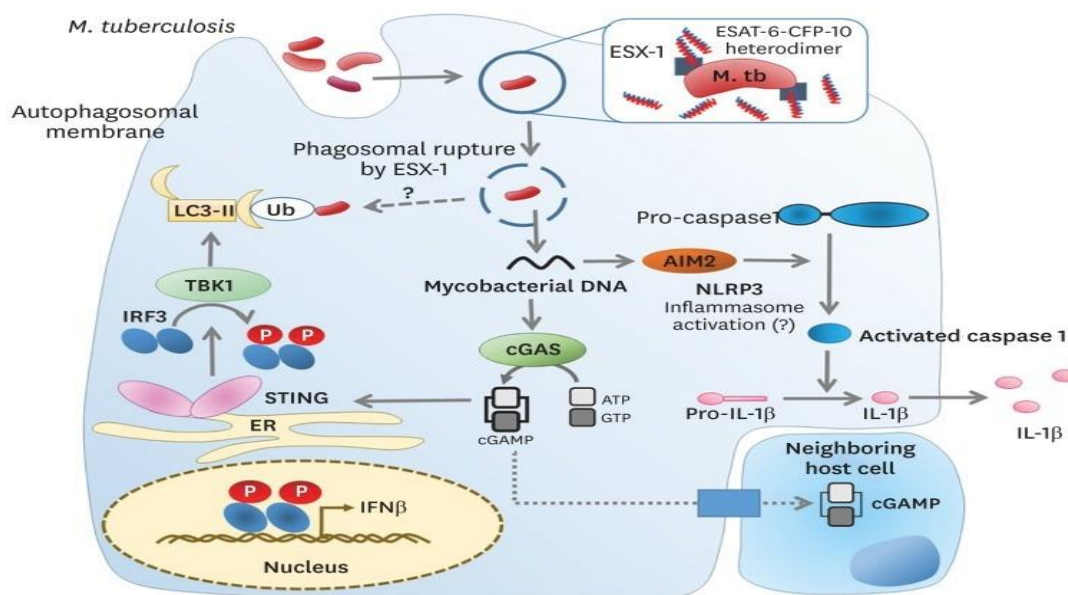 M. tuberculosis
ESX-1
ESAT-6-CFP-10
heterodimer
M. tb
Autophagosomal
membrane
Phagosomal rupture
by ESX-1
?
LC3-II
Ub
Pro-caspase1
TBK1
AIM2
Mycobacterial DNA
NLRP3
Inflammasome
activation (?)
IRF3
P P
cGAS
Activated caspase 1
STING
ER
ATP
GTP
cGAMP
Pro-IL-1β
IL-1β
IL-1β
Neighboring
host cell
cGAMP
P P
IFNβ
Nucleus